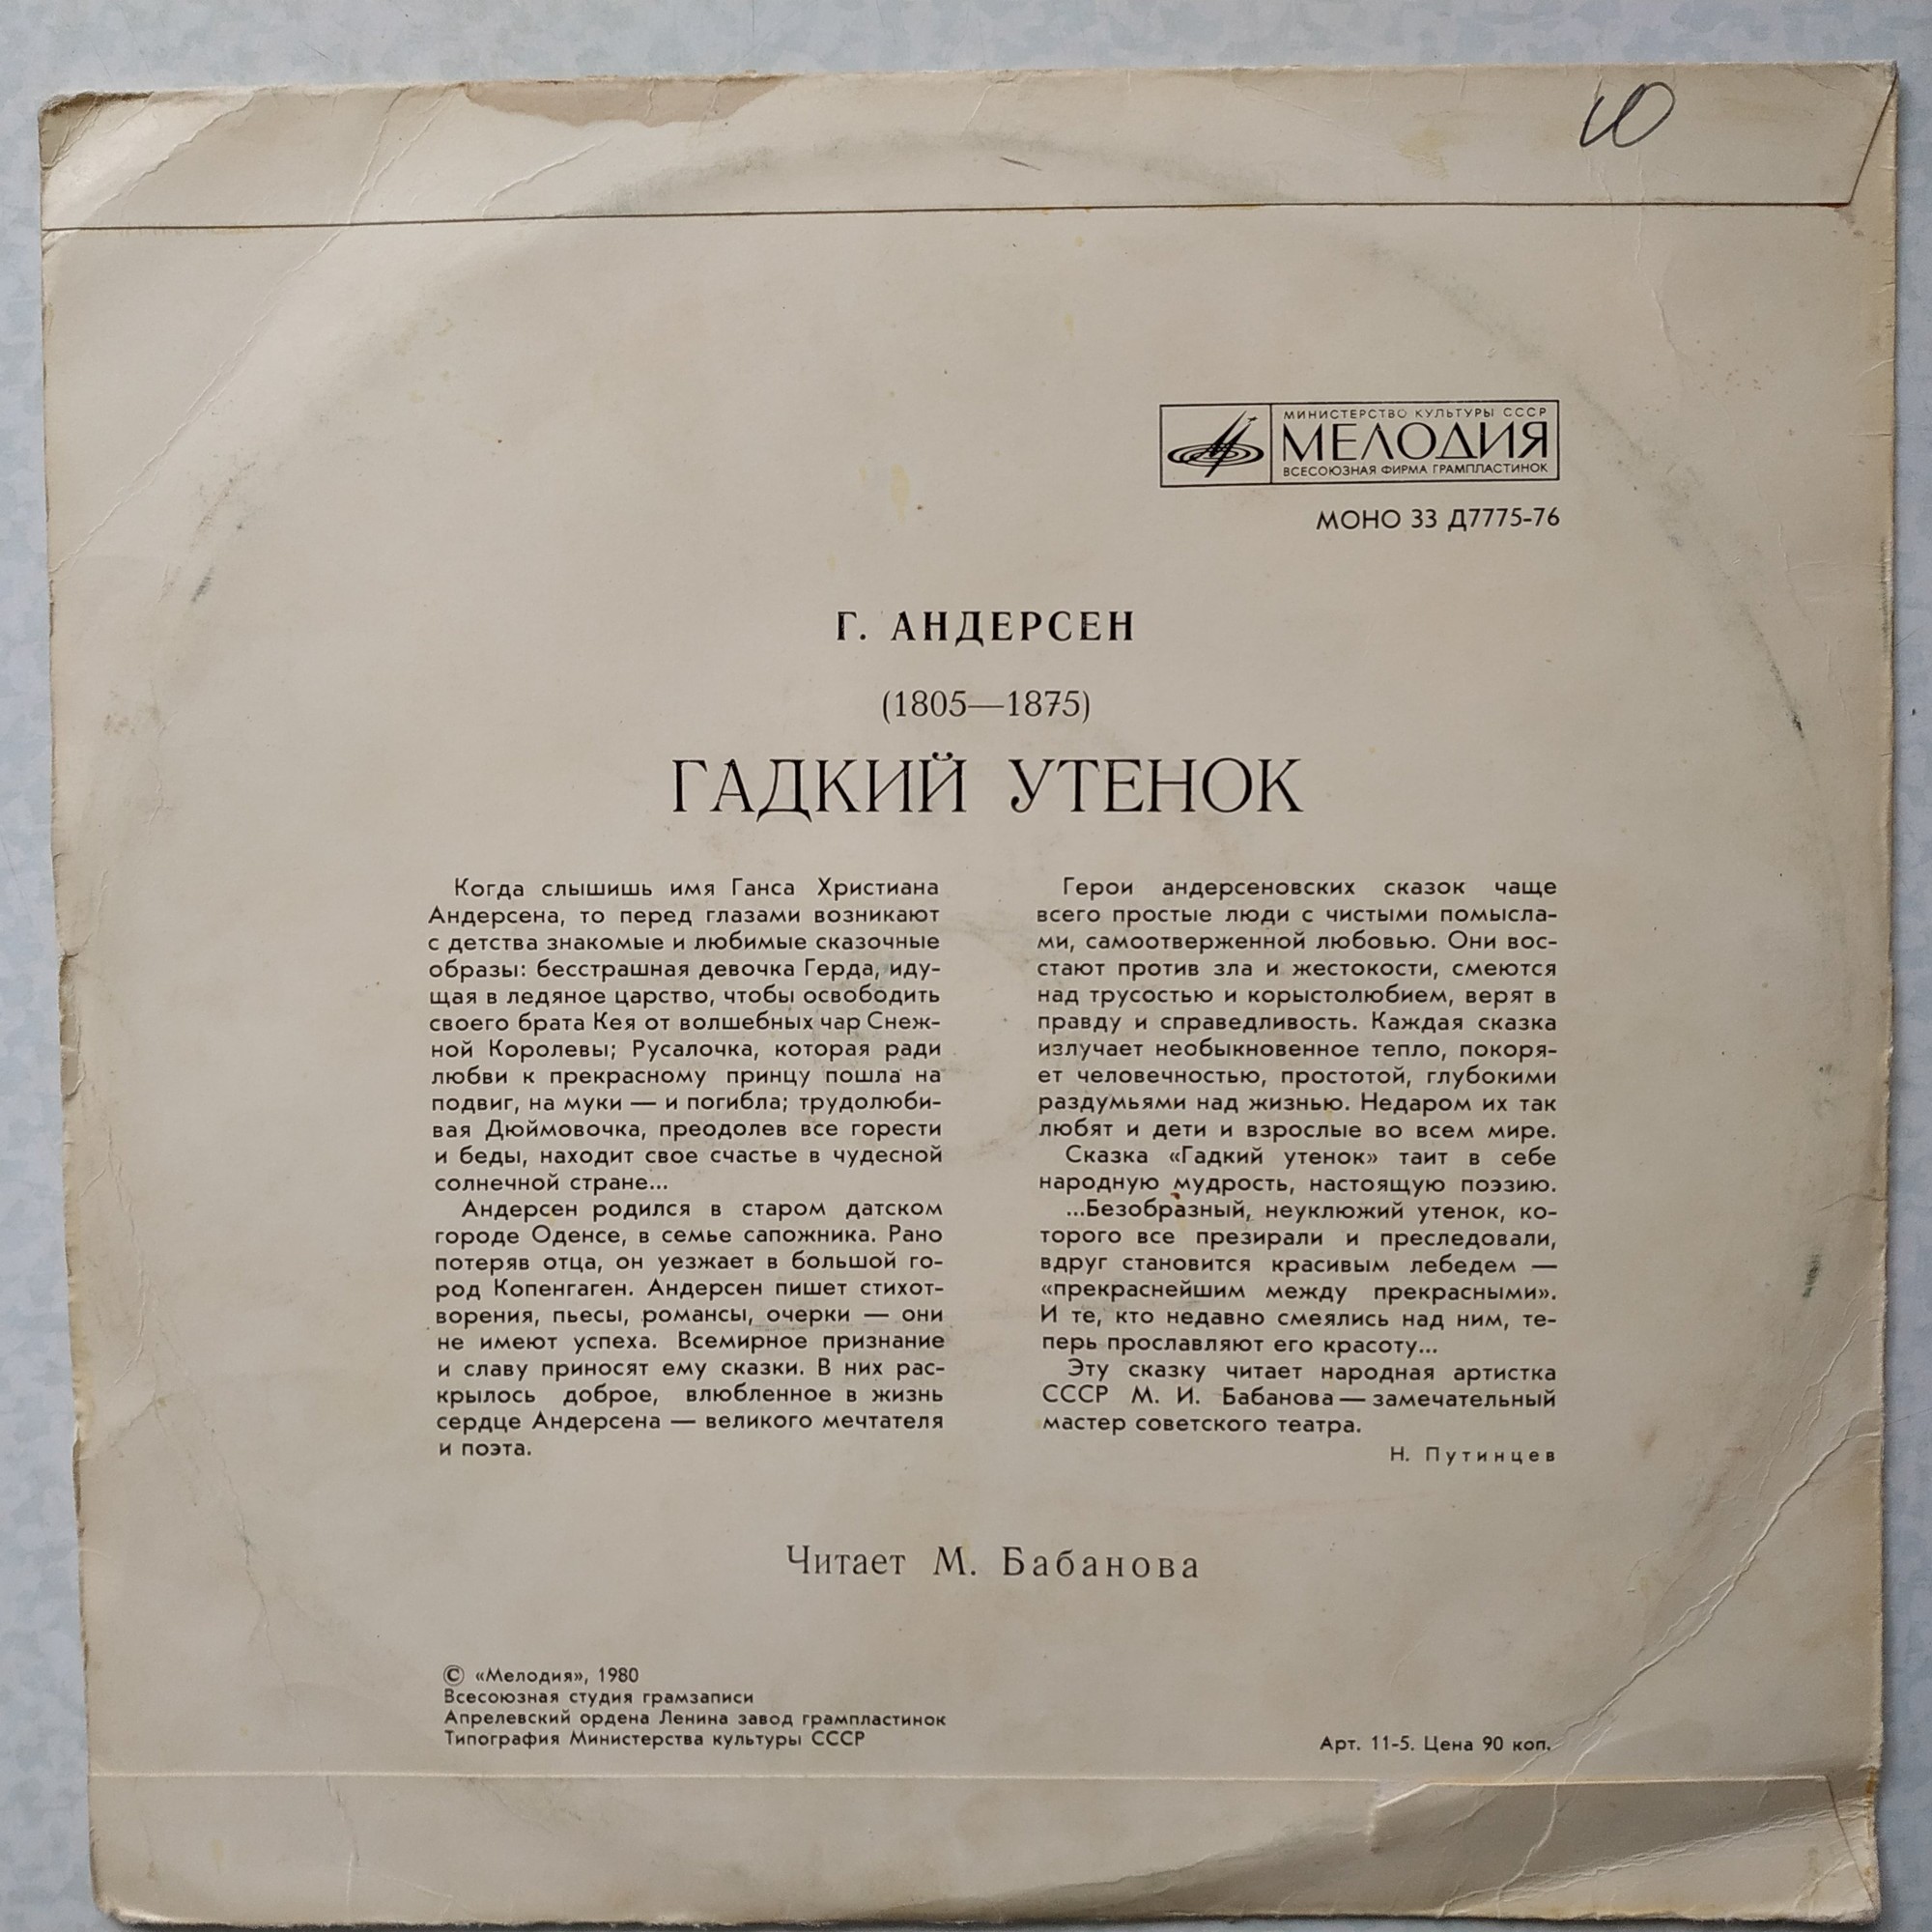 10
МИНИСТЕРСТВО КУЛЬТУРЫ СССР
МЕЛОДИЯ
ВСЕСОЮЗНАЯ ФИРМА ГРАМПЛАСТИНОК
МОНО 33 Д7775-76
Г. АНДЕРСЕН
(1805—1875)
ГАДКИЙ УТЕНОК
Когда слышишь имя Ганса Христиана
Андерсена, то перед глазами возникают
с детства знакомые и любимые сказочные
образы: бесстрашная девочка Герда, иду-
щая в ледяное царство, чтобы освободить
своего брата Кея от волшебных чар Снеж-
ной Королевы; Русалочка, которая ради
любви к прекрасному принцу пошла на
подвиг, на муки — и погибла; трудолюби-
вая Дюймовочка, преодолев все горести
и беды, находит свое счастье в чудесной
солнечной стране...
Андерсен родился в старом датском
городе Оденсе, в семье сапожника. Рано
потеряв отца, он уезжает в большой го-
род Копенгаген. Андерсен пишет стихот-
ворения, пьесы, романсы, очерки — они
не имеют успеха. Всемирное признание
и славу приносят ему сказки. В них рас-
крылось доброе, влюбленное в жизнь
сердце Андерсена — великого мечтателя
и поэта.
Герои андерсеновских сказок чаще
всего простые люди с чистыми помысла-
ми, самоотверженной любовью. Они вос-
стают против зла и жестокости, смеются
над трусостью и корыстолюбием, верят в
правду и справедливость. Каждая сказка
излучает необыкновенное тепло, покоря-
ет человечностью, простотой, глубокими
раздумьями над жизнью. Недаром их так
любят и дети и взрослые во всем мире.
Сказка «Гадкий утенок» таит в себе
народную мудрость, настоящую поэзию.
...Безобразный, неуклюжий утенок, ко-
торого все презирали и преследовали,
вдруг становится красивым лебедем —
«прекраснейшим между прекрасными».
И те, кто недавно смеялись над ним, те-
перь прославляют его красоту...
Эту сказку читает народная артистка
СССР М. И. Бабанова — замечательный
мастер советского театра.
Н. Путинцев
Читает М. Бабанова
© «Мелодия», 1980
Всесоюзная студия грамзаписи
Апрелевский ордена Ленина завод грампластинок
Типография Министерства культуры СССР
Арт. 11-5. Цена 90 коп.